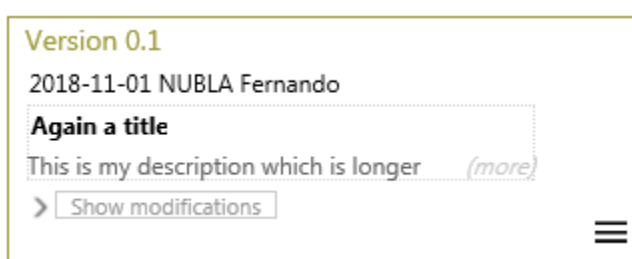 Version 0.1
2018-11-01 NUBLA Fernando
Again a title
This is my description which is longer (more)
Show modifications